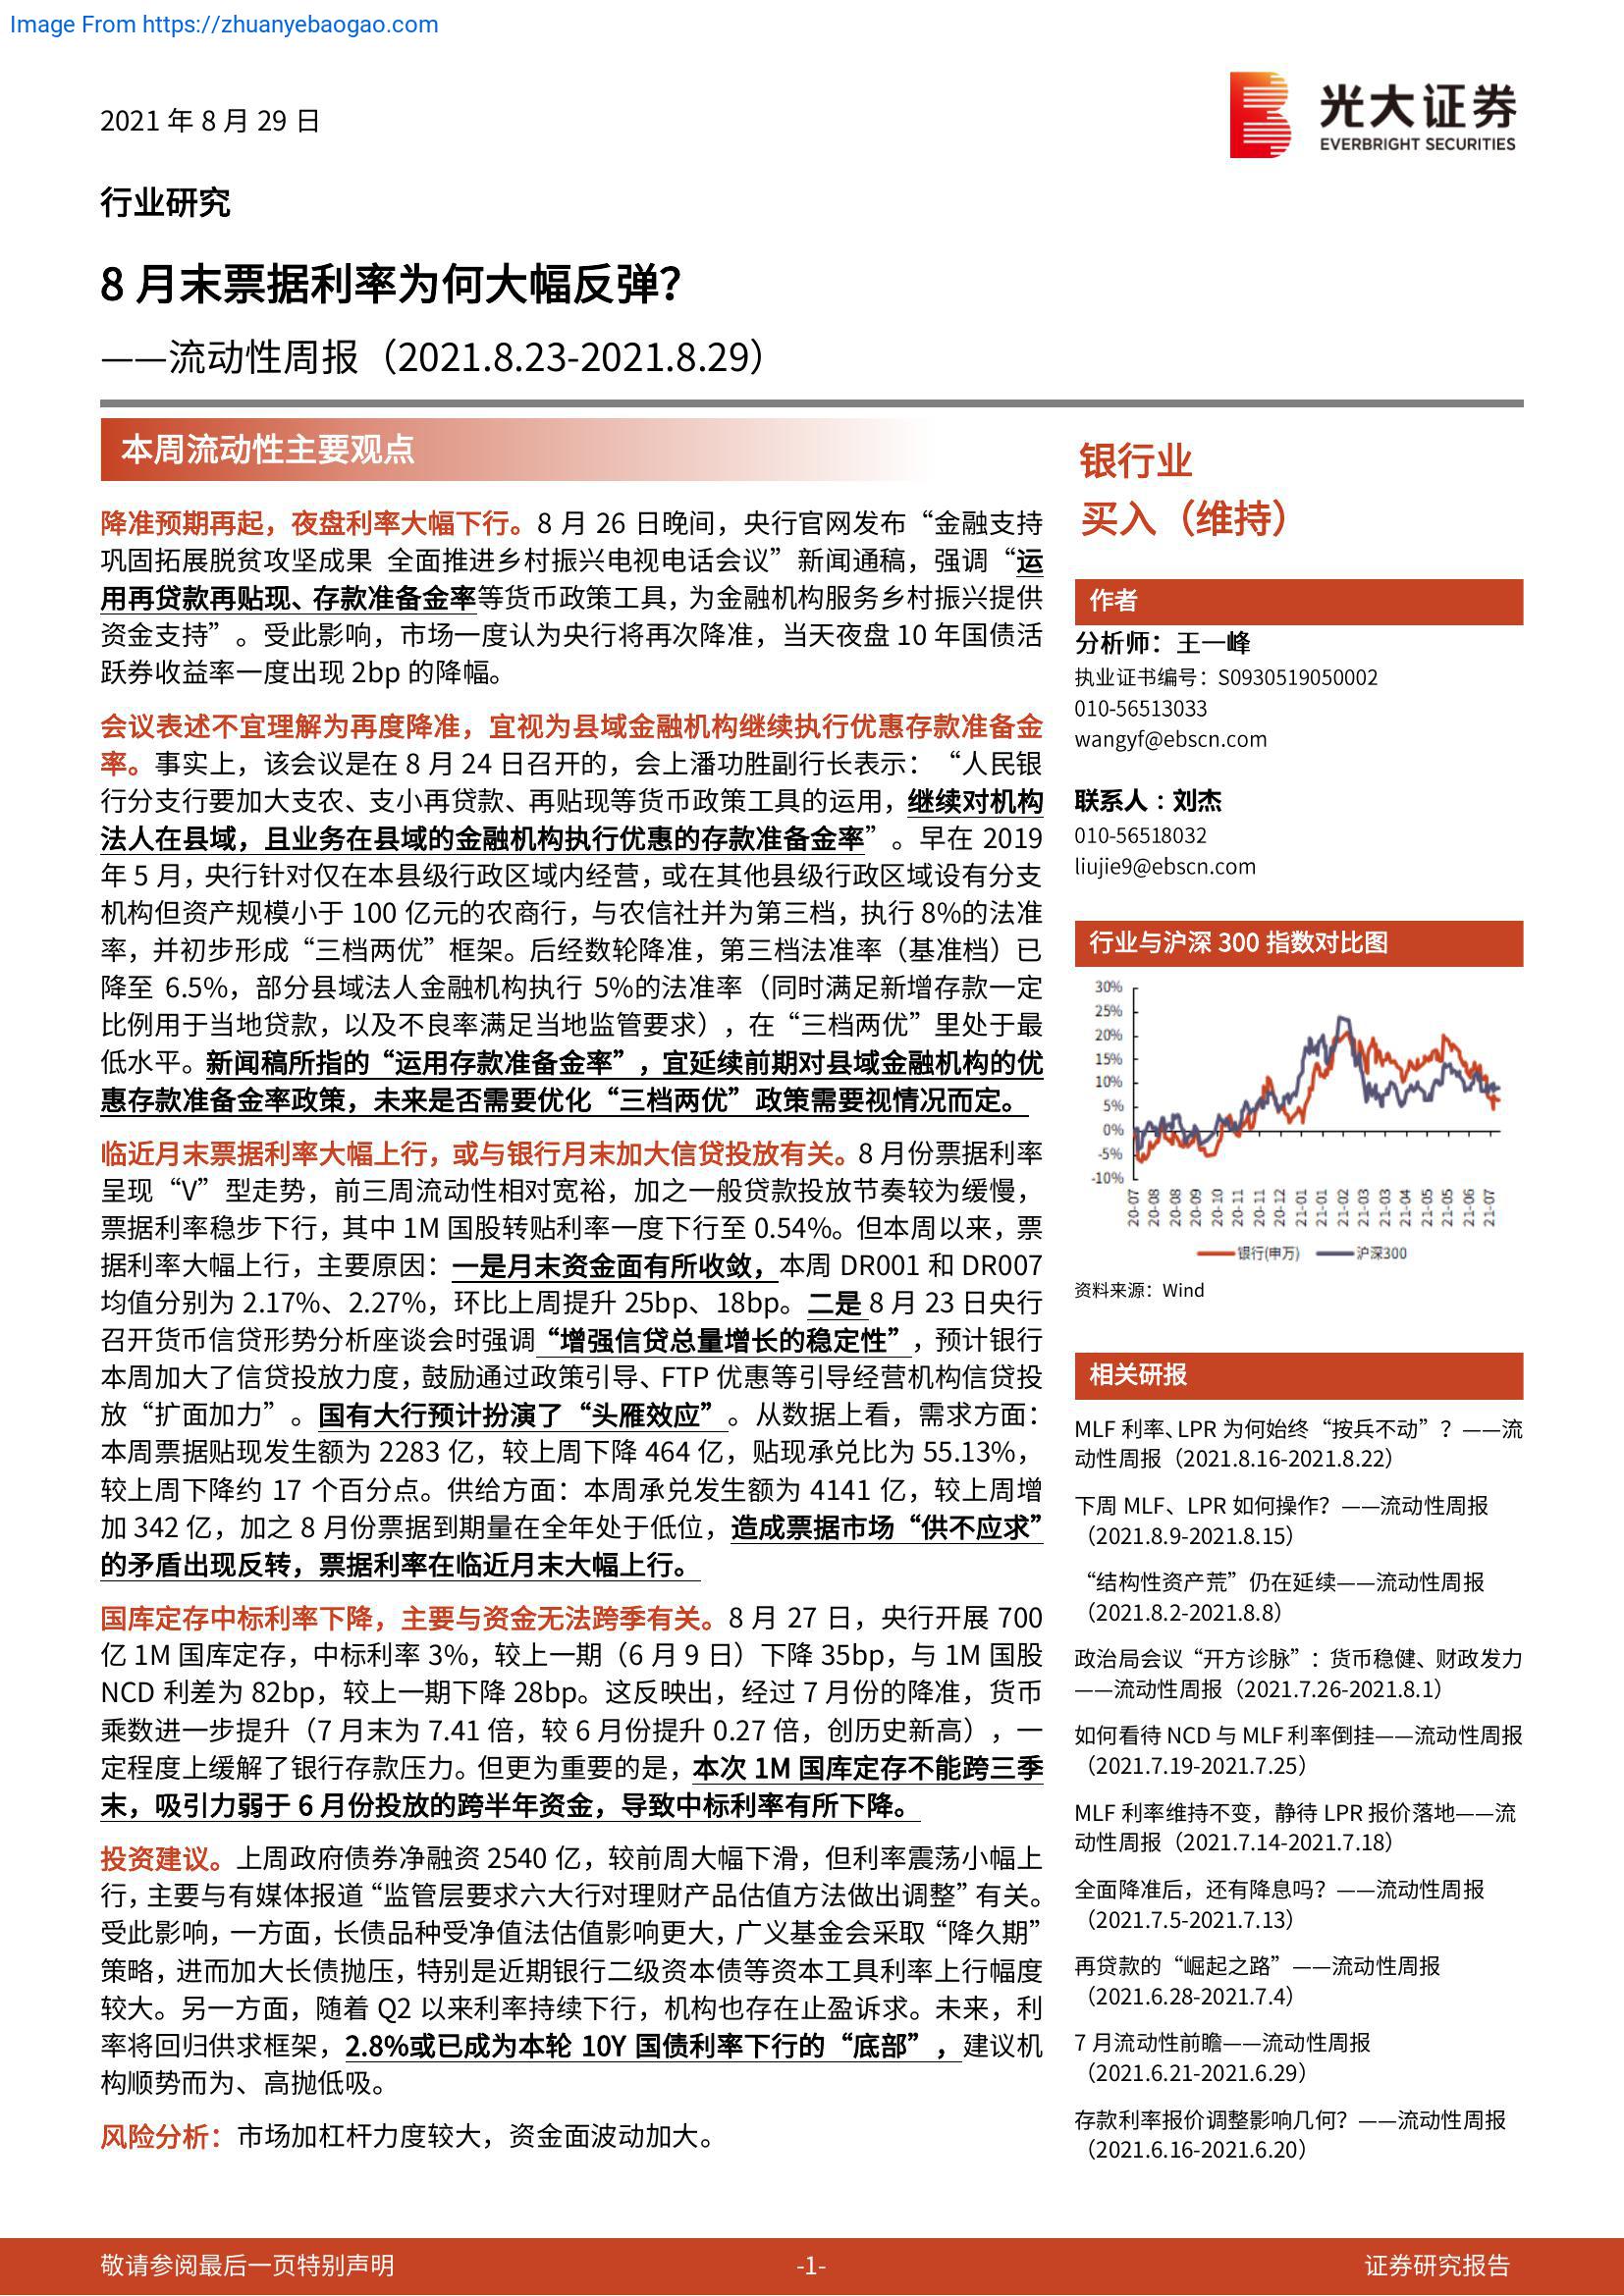 Image From https://zhuanyebaogao.com
2021 年 8 月 29 日
光大证券
EVERBRIGHT SECURITIES
行业研究
8 月末票据利率为何大幅反弹？
——流动性周报（2021.8.23-2021.8.29）
本周流动性主要观点
降准预期再起，夜盘利率大幅下行。8 月 26 日晚间，央行官网发布“金融支持
巩固拓展脱贫攻坚成果 全面推进乡村振兴电视电话会议”新闻通稿，强调“运
用再贷款再贴现、存款准备金率等货币政策工具，为金融机构服务乡村振兴提供
资金支持”。受此影响，市场一度认为央行将再次降准，当天夜盘 10 年国债活
跃券收益率一度出现 2bp 的降幅。
会议表述不宜理解为再度降准，宜视为县域金融机构继续执行优惠存款准备金
率。事实上，该会议是在 8 月 24 日召开的，会上潘功胜副行长表示：“人民银
行分支行要加大支农、支小再贷款、再贴现等货币政策工具的运用，继续对机构
法人在县域，且业务在县域的金融机构执行优惠的存款准备金率”。早在 2019
年 5 月，央行针对仅在本县级行政区域内经营，或在其他县级行政区域设有分支
机构但资产规模小于 100 亿元的农商行，与农信社并为第三档，执行 8%的法准
率，并初步形成“三档两优”框架。后经数轮降准，第三档法准率（基准档）已
降至 6.5%，部分县域法人金融机构执行 5%的法准率（同时满足新增存款一定
比例用于当地贷款，以及不良率满足当地监管要求），在“三档两优”里处于最
低水平。新闻稿所指的“运用存款准备金率”，宜延续前期对县域金融机构的优
惠存款准备金率政策，未来是否需要优化“三档两优”政策需要视情况而定。
临近月末票据利率大幅上行，或与银行月末加大信贷投放有关。8 月份票据利率
呈现“V”型走势，前三周流动性相对宽裕，加之一般贷款投放节奏较为缓慢，
票据利率稳步下行，其中 1M 国股转贴利率一度下行至 0.54%。但本周以来，票
据利率大幅上行，主要原因：一是月末资金面有所收敛，本周 DR001 和 DR007
均值分别为 2.17%、2.27%，环比上周提升 25bp、18bp。二是 8 月 23 日央行
召开货币信贷形势分析座谈会时强调“增强信贷总量增长的稳定性”，预计银行
本周加大了信贷投放力度，鼓励通过政策引导、FTP 优惠等引导经营机构信贷投
放“扩面加力”。国有大行预计扮演了“头雁效应”。从数据上看，需求方面：
本周票据贴现发生额为 2283 亿，较上周下降 464 亿，贴现承兑比为 55.13%，
较上周下降约 17 个百分点。供给方面：本周承兑发生额为 4141 亿，较上周增
加 342 亿，加之 8 月份票据到期量在全年处于低位，造成票据市场“供不应求”
的矛盾出现反转，票据利率在临近月末大幅上行。
国库定存中标利率下降，主要与资金无法跨季有关。8 月 27 日，央行开展 700
亿 1M 国库定存，中标利率 3%，较上一期（6 月 9 日）下降 35bp，与 1M 国股
NCD 利差为 82bp，较上一期下降 28bp。这反映出，经过 7 月份的降准，货币
乘数进一步提升（7 月末为 7.41 倍，较 6 月份提升 0.27 倍，创历史新高），一
定程度上缓解了银行存款压力。但更为重要的是，本次 1M 国库定存不能跨三季
末，吸引力弱于 6 月份投放的跨半年资金，导致中标利率有所下降。
投资建议。上周政府债券净融资 2540 亿，较前周大幅下滑，但利率震荡小幅上
行，主要与有媒体报道“监管层要求六大行对理财产品估值方法做出调整”有关。
受此影响，一方面，长债品种受净值法估值影响更大，广义基金会采取“降久期”
策略，进而加大长债抛压，特别是近期银行二级资本债等资本工具利率上行幅度
较大。另一方面，随着 Q2 以来利率持续下行，机构也存在止盈诉求。未来，利
率将回归供求框架，2.8%或已成为本轮 10Y 国债利率下行的“底部”，建议机
构顺势而为、高抛低吸。
风险分析：市场加杠杆力度较大，资金面波动加大。
银行业
买入（维持）
作者
分析师：王一峰
执业证书编号：S0930519050002
010-56513033
wangyf@ebscn.com
联系人：刘杰
010-56518032
liujie9@ebscn.com
行业与沪深 300 指数对比图
30%
25%
20%
15%
10%
5%
0%
-5%
-10%
20-07 20-08 20-08 20-09 20-10 20-11 20-11 20-12 21-01 21-01 21-02 21-03 21-03 21-04 21-05 21-05 21-06 21-07
银行(申万) 沪深300
资料来源：Wind
相关研报
MLF 利率、LPR 为何始终“按兵不动”？——流
动性周报（2021.8.16-2021.8.22）
下周 MLF、LPR 如何操作？——流动性周报
（2021.8.9-2021.8.15）
“结构性资产荒”仍在延续——流动性周报
（2021.8.2-2021.8.8）
政治局会议“开方诊脉”：货币稳健、财政发力
——流动性周报（2021.7.26-2021.8.1）
如何看待 NCD 与 MLF 利率倒挂——流动性周报
（2021.7.19-2021.7.25）
MLF 利率维持不变，静待 LPR 报价落地——流
动性周报（2021.7.14-2021.7.18）
全面降准后，还有降息吗？——流动性周报
（2021.7.5-2021.7.13）
再贷款的“崛起之路”——流动性周报
（2021.6.28-2021.7.4）
7 月流动性前瞻——流动性周报
（2021.6.21-2021.6.29）
存款利率报价调整影响几何？——流动性周报
（2021.6.16-2021.6.20）
敬请参阅最后一页特别声明
-1-
证券研究报告